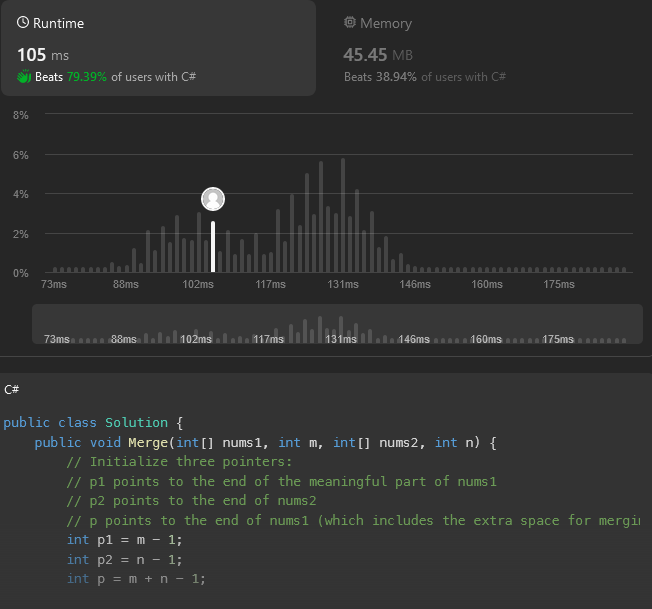 Runtime
Memory
105 ms
45.45 MB
Beats 79.39% of users with C#
Beats 38.94% of users with C#
8%
6%
4%
2%
0%
73ms 88ms 102ms 117ms 131ms 146ms 160ms 175ms
73ms 88ms 102ms 117ms 131ms 146ms 160ms 175ms
C#
public class Solution {
    public void Merge(int[] nums1, int m, int[] nums2, int n) {
        // Initialize three pointers:
        // p1 points to the end of the meaningful part of nums1
        // p2 points to the end of nums2
        // p points to the end of nums1 (which includes the extra space for mergin
        int p1 = m - 1;
        int p2 = n - 1;
        int p = m + n - 1;